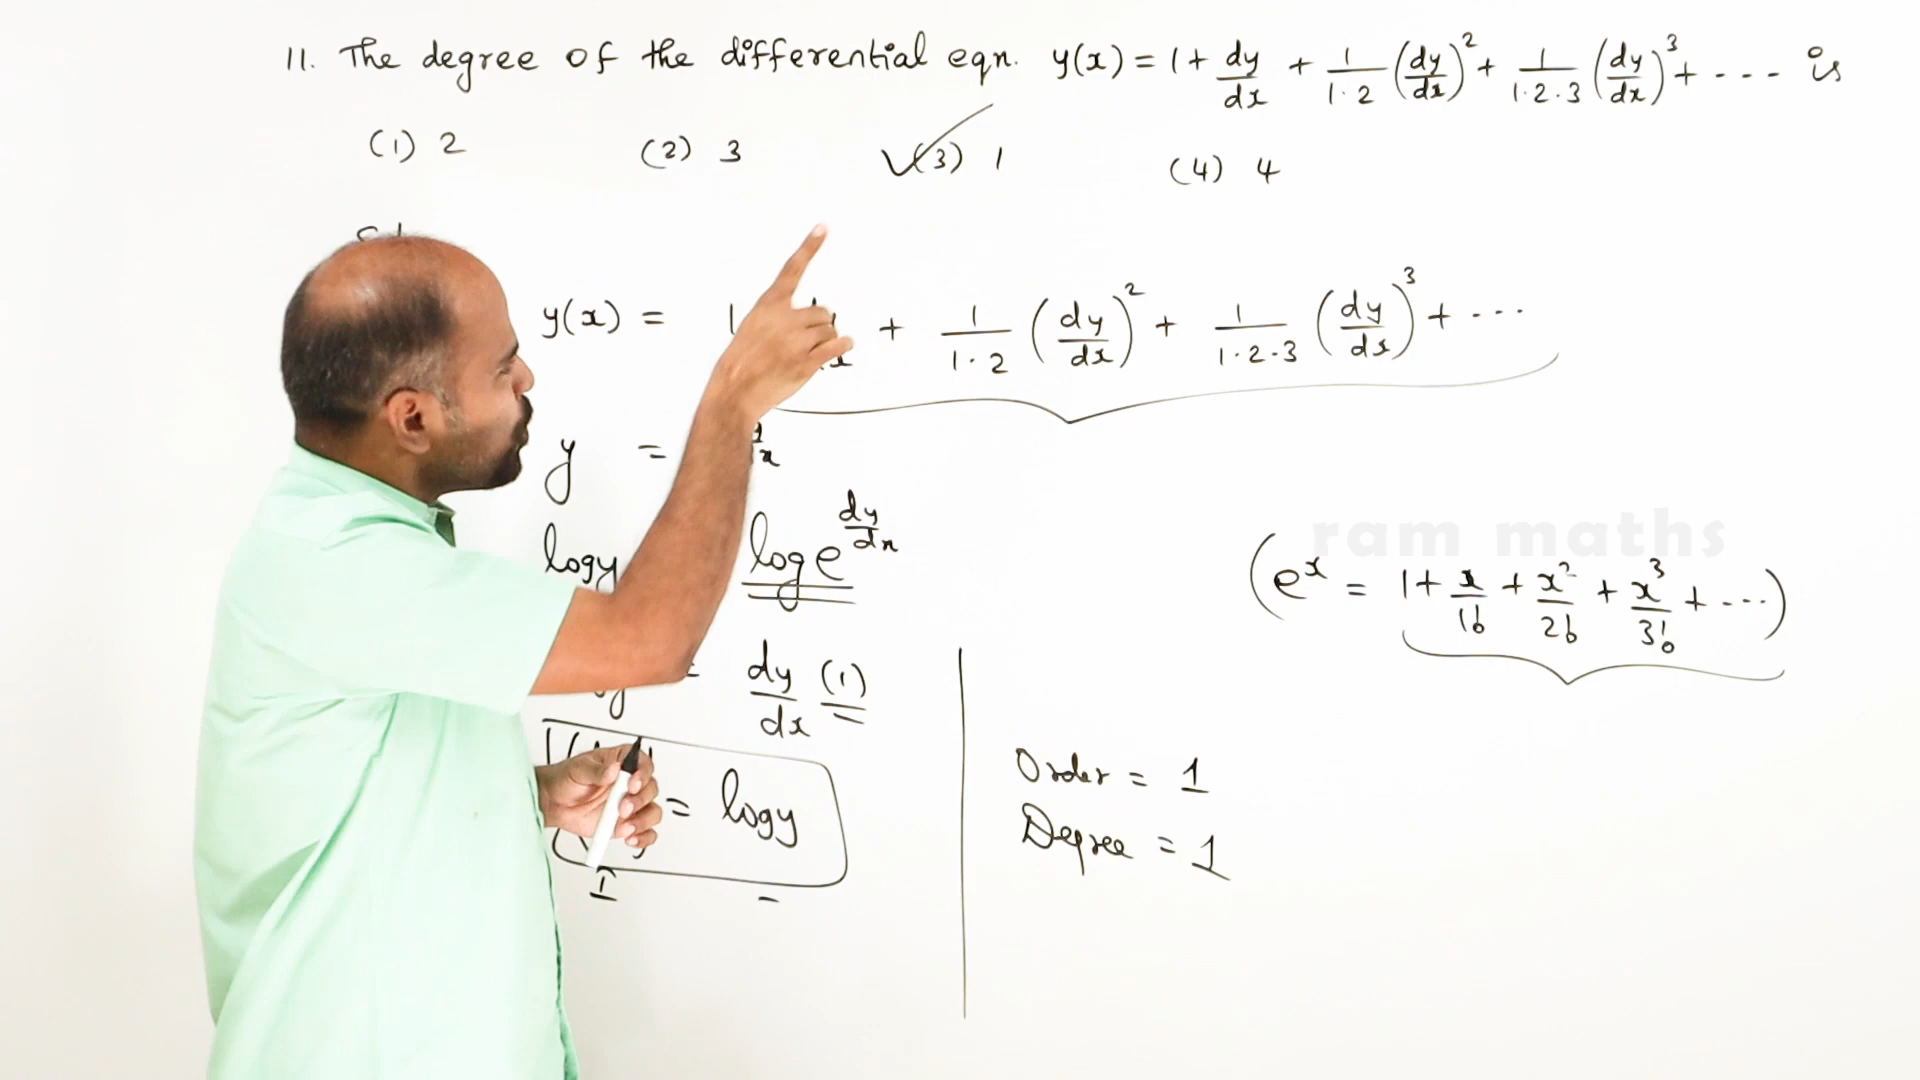 11. The degree of the differential eqn. y(x) = 1 + dy/dx + 1/1·2 (dy/dx)² + 1/1·2·3 (dy/dx)³ + ---- is
(1) 2 (2) 3 ✓(3) 1 (4) 4
y(x) = 1 + 1/1·2 (dy/dx)² + 1/1·2·3 (dy/dx)³ + ---
y =
logy log e^(dy/dx)
ram maths
(e^x = 1 + x/1! + x²/2! + x³/3! + ---)
= dy/dx (1)
= logy
Order = 1
Degree = 1